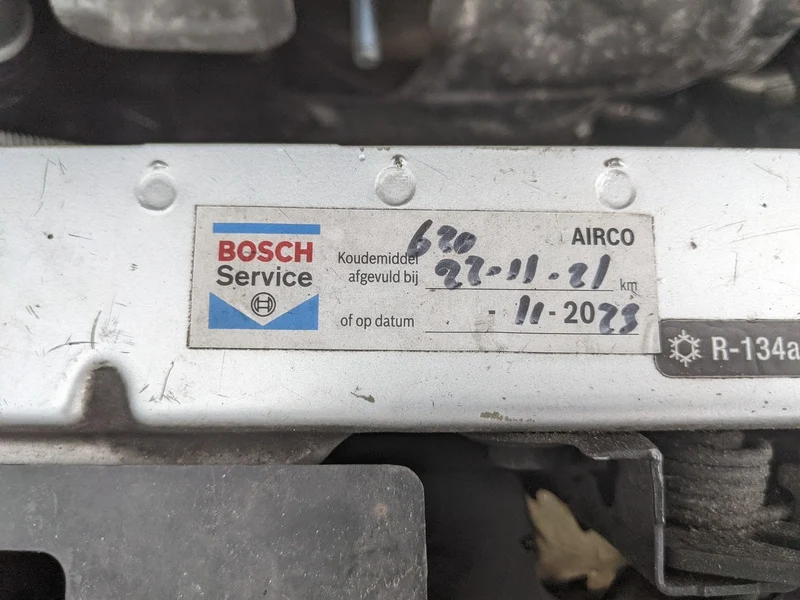 BOSCH
Service
AIRCO
620
Koudemiddel
afgevuld bij 22-11-21 km
of op datum - 11 - 2023
R-134a